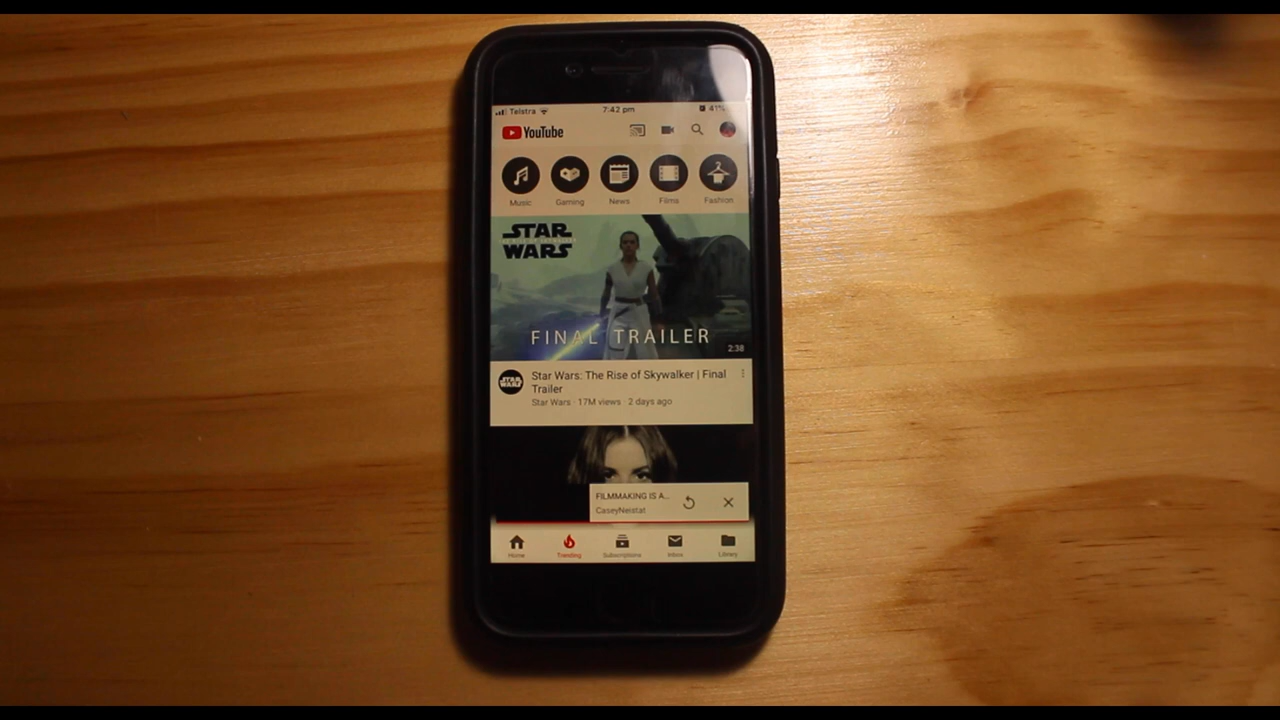 Telstra 7:42 pm 41%
YouTube
Music Gaming News Films Fashion
STAR
WARS
FINAL TRAILER
2:38
STAR
WARS
Star Wars: The Rise of Skywalker | Final
Trailer
Star Wars · 17M views · 2 days ago
FILMMAKING IS A...
CaseyNeistat
Home Trending Subscriptions Inbox Library